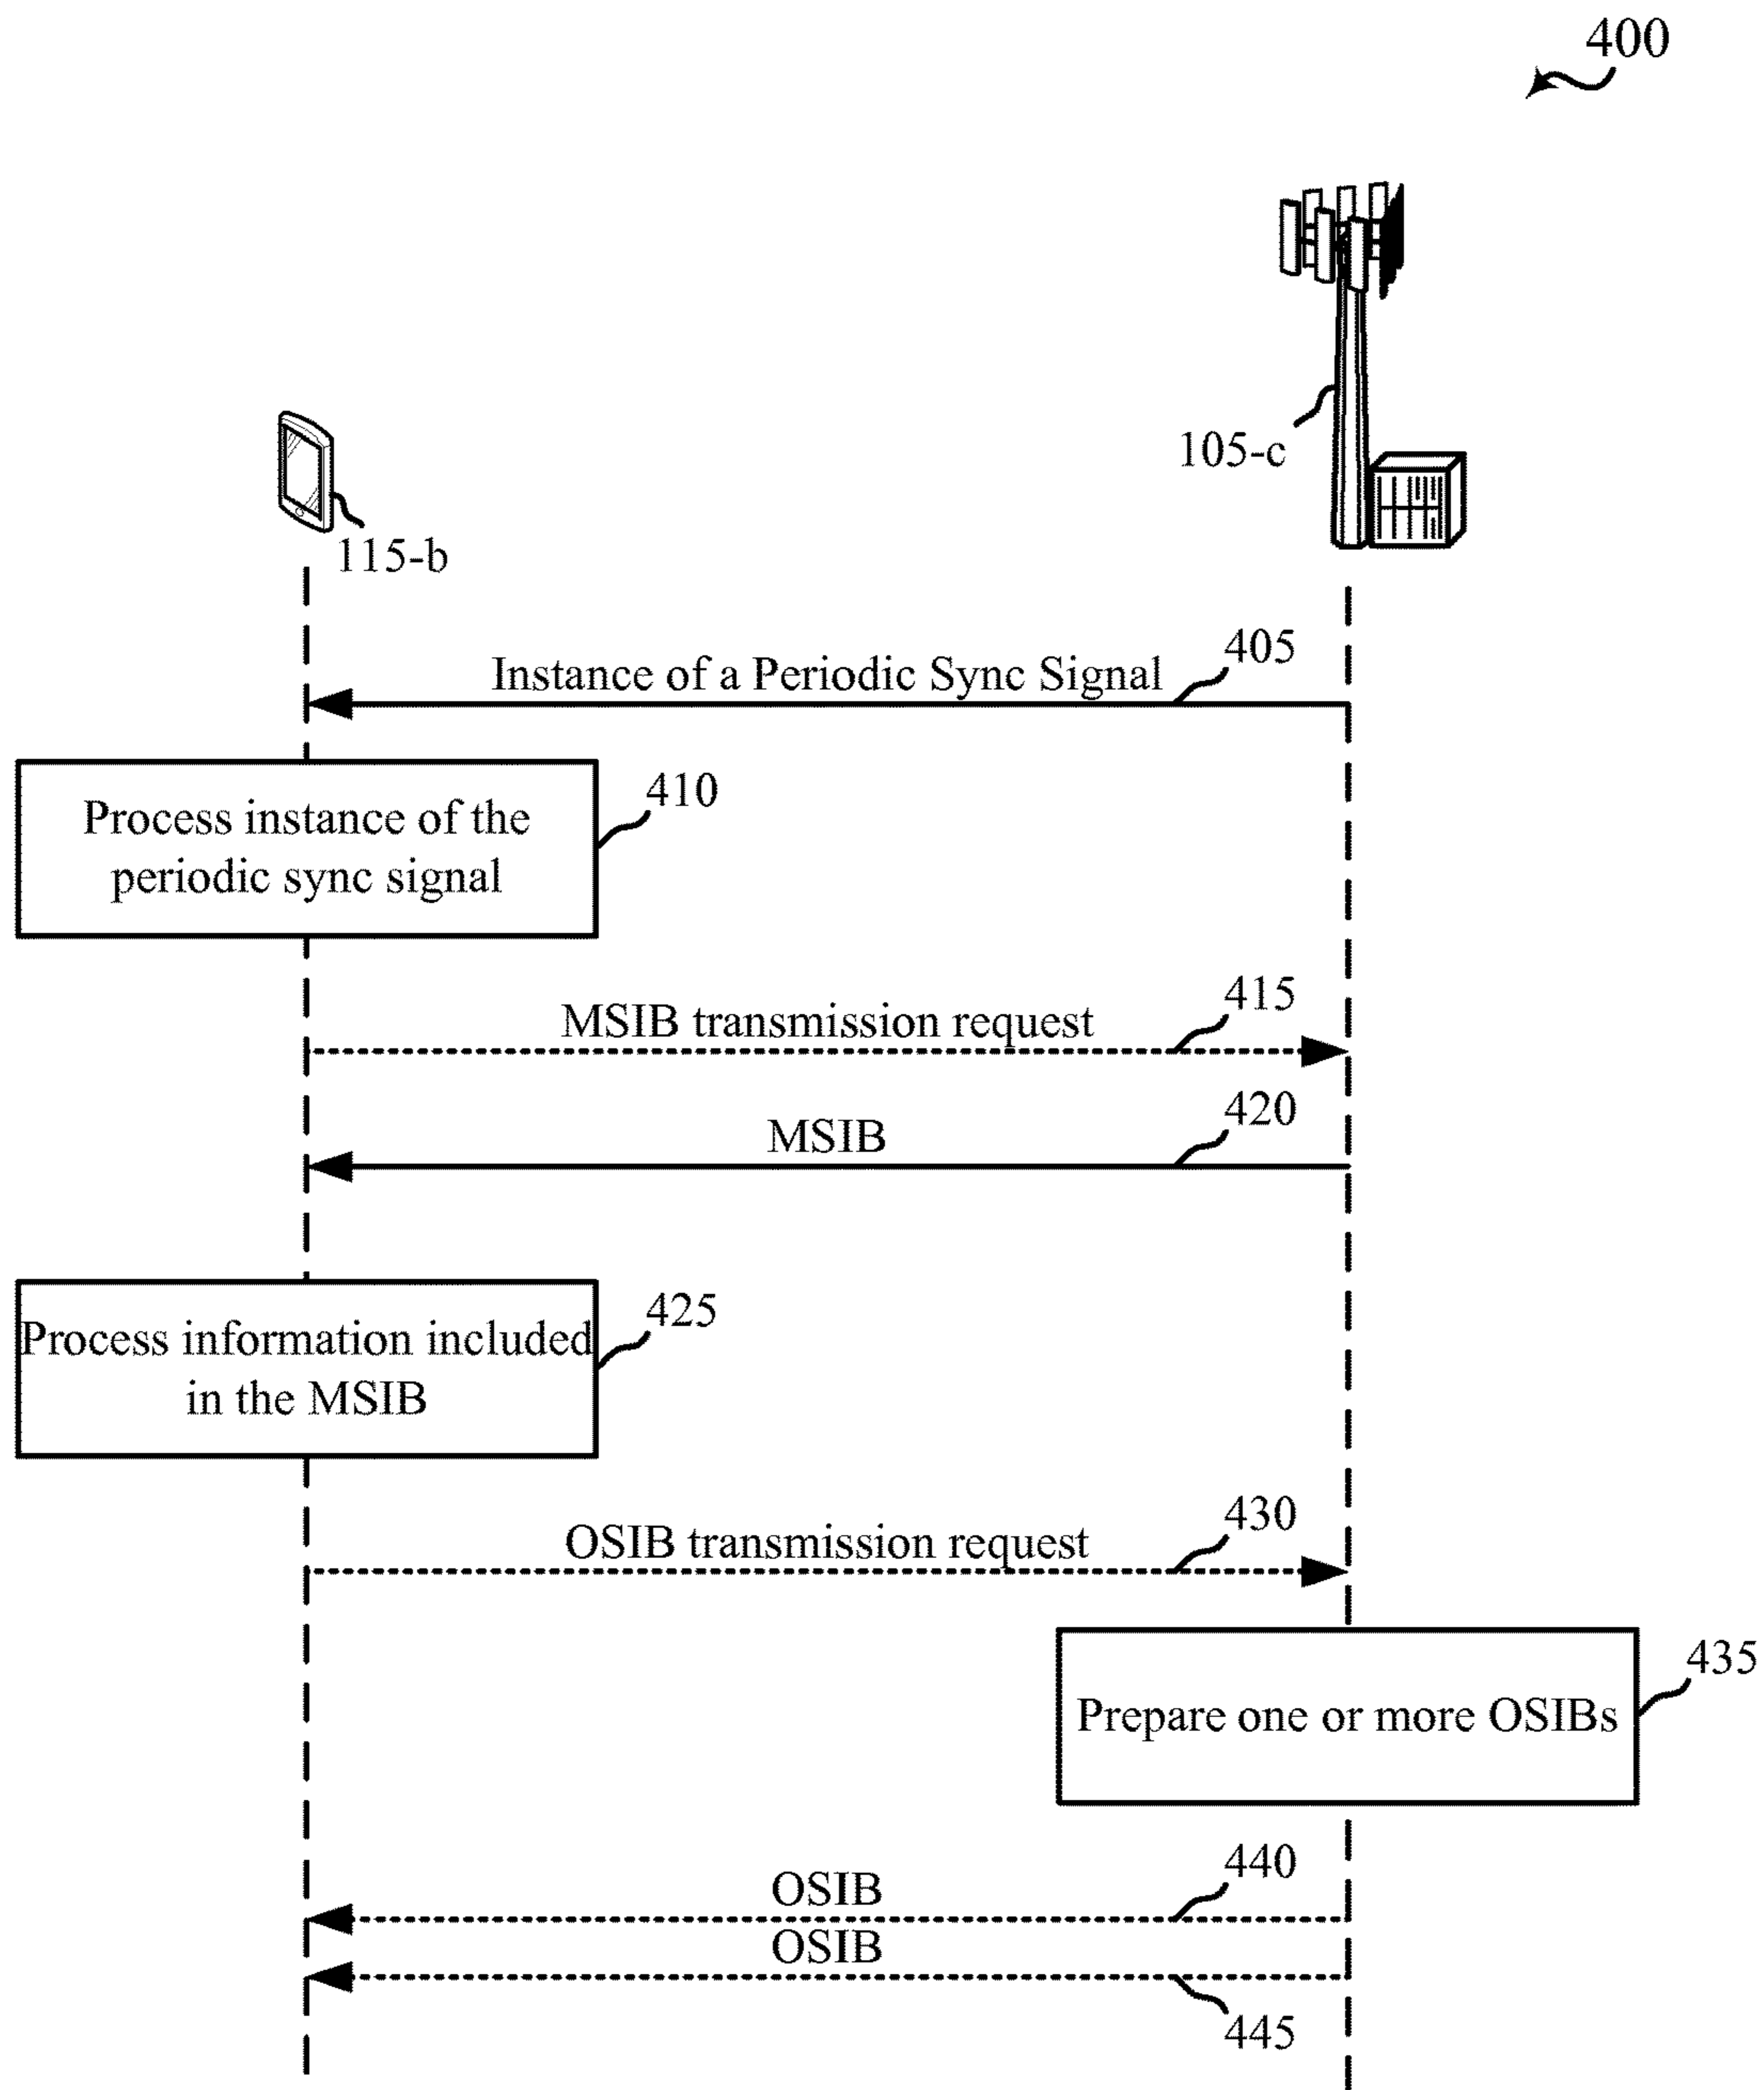 400
105-c
115-b
Instance of a Periodic Sync Signal
405
Process instance of the
periodic sync signal
410
MSIB transmission request
415
MSIB
420
Process information included
in the MSIB
425
OSIB transmission request
430
Prepare one or more OSIBs
435
OSIB
440
OSIB
445